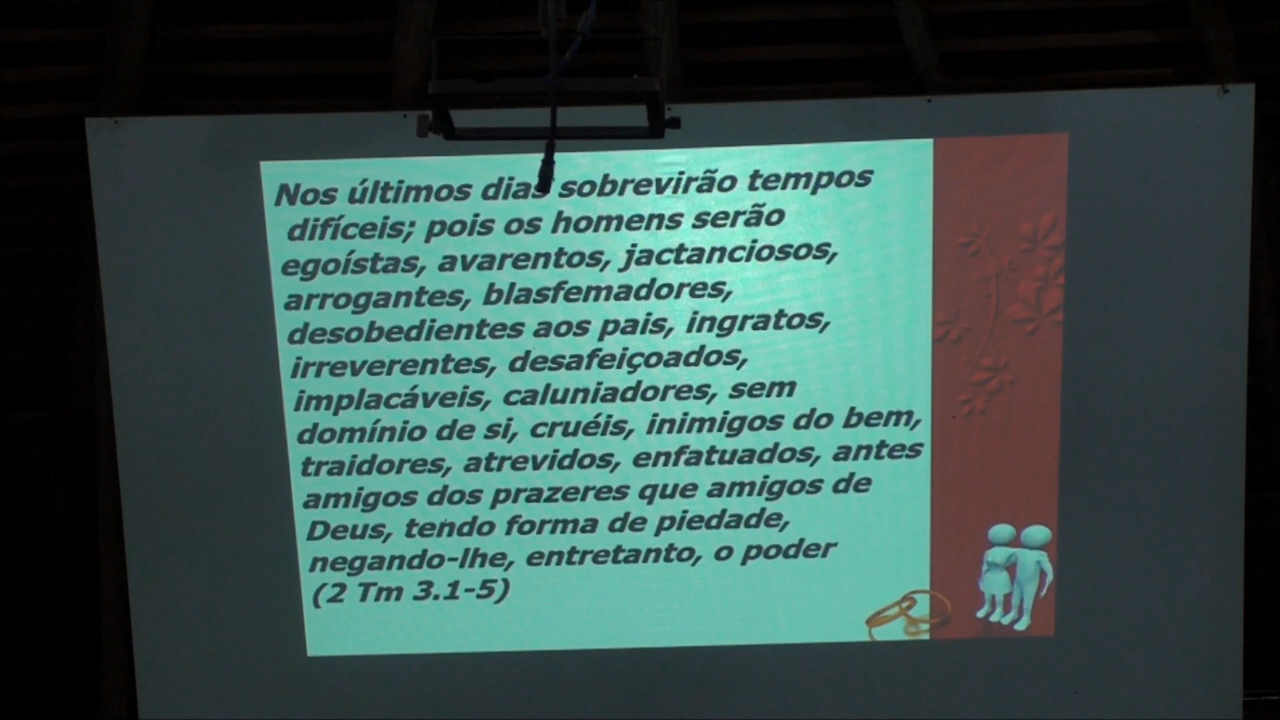 Nos últimos dias sobrevirão tempos
difíceis; pois os homens serão
egoístas, avarentos, jactanciosos,
arrogantes, blasfemadores,
desobedientes aos pais, ingratos,
irreverentes, desafeiçoados,
implacáveis, caluniadores, sem
domínio de si, cruéis, inimigos do bem,
traidores, atrevidos, enfatuados, antes
amigos dos prazeres que amigos de
Deus, tendo forma de piedade,
negando-lhe, entretanto, o poder
(2 Tm 3.1-5)